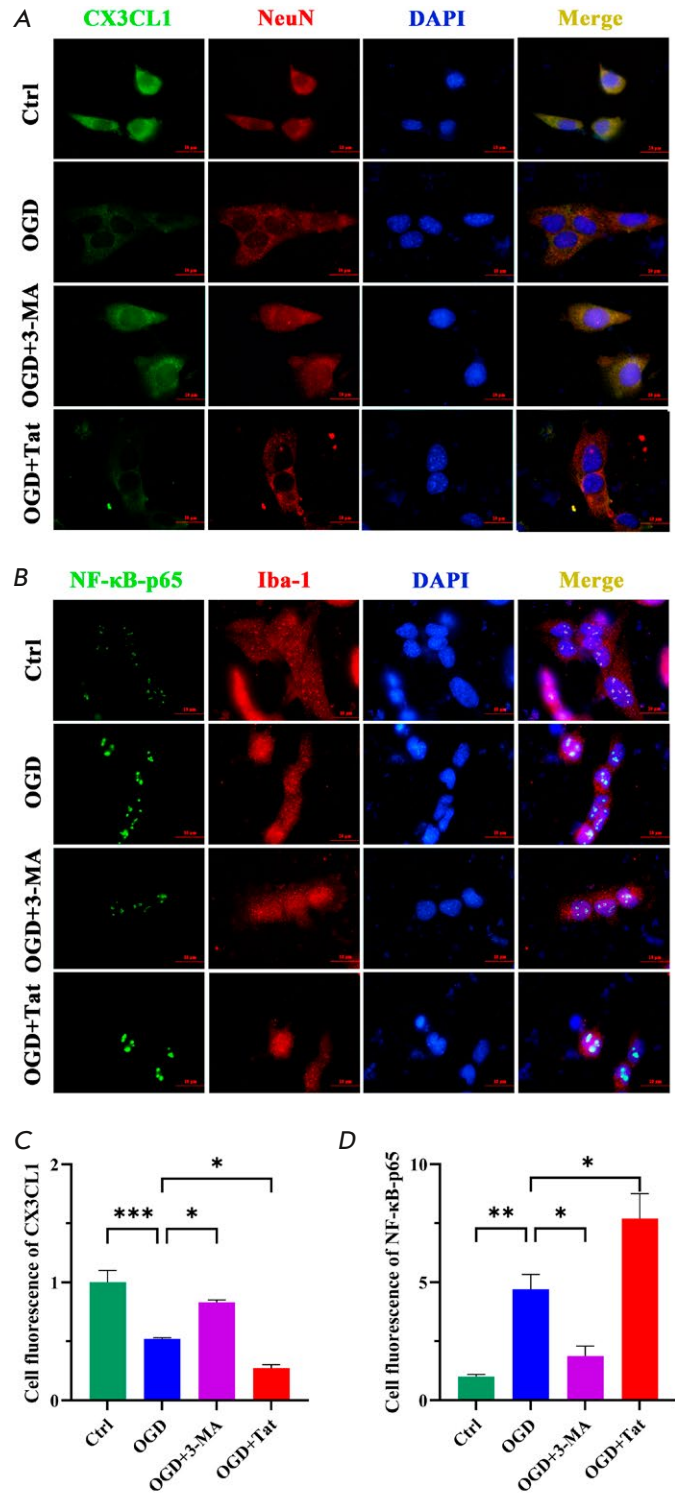 A
CX3CL1 NeuN DAPI Merge
Ctrl
OGD
OGD+3-MA
OGD+Tat
B
NF-κB-p65 Iba-1 DAPI Merge
Ctrl
OGD
OGD+3-MA
OGD+Tat
C
Cell fluorescence of CX3CL1
2
1
0
*
*** *
Ctrl OGD OGD+3-MA OGD+Tat
D
Cell fluorescence of NF-κB-p65
10
5
0
*
** *
Ctrl OGD OGD+3-MA OGD+Tat